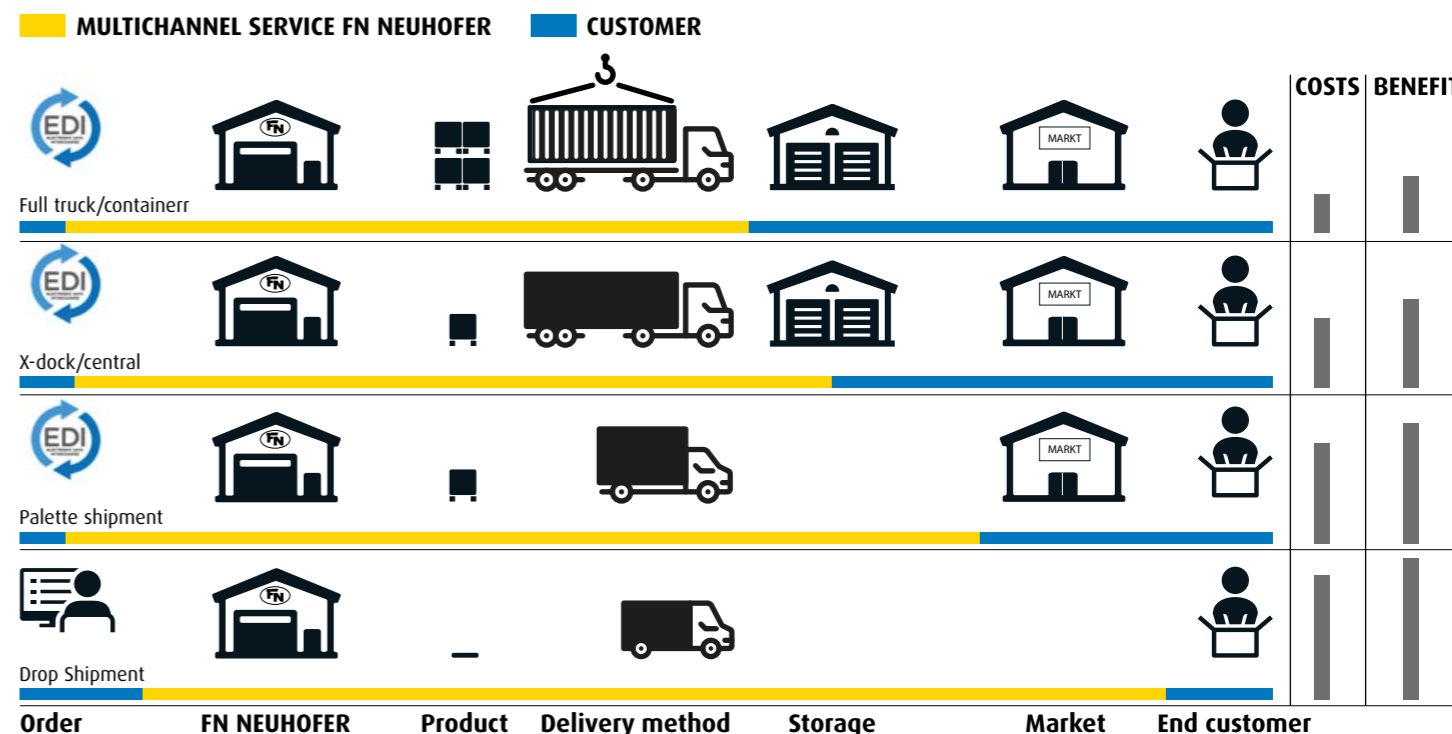 MULTICHANNEL SERVICE FN NEUHOFER
CUSTOMER
COSTS
BENEFIT
EDI
FN
MARKT
Full truck/containerr
EDI
FN
MARKT
X-dock/central
EDI
FN
MARKT
Palette shipment
FN
Drop Shipment
Order
FN NEUHOFER
Product
Delivery method
Storage
Market
End customer